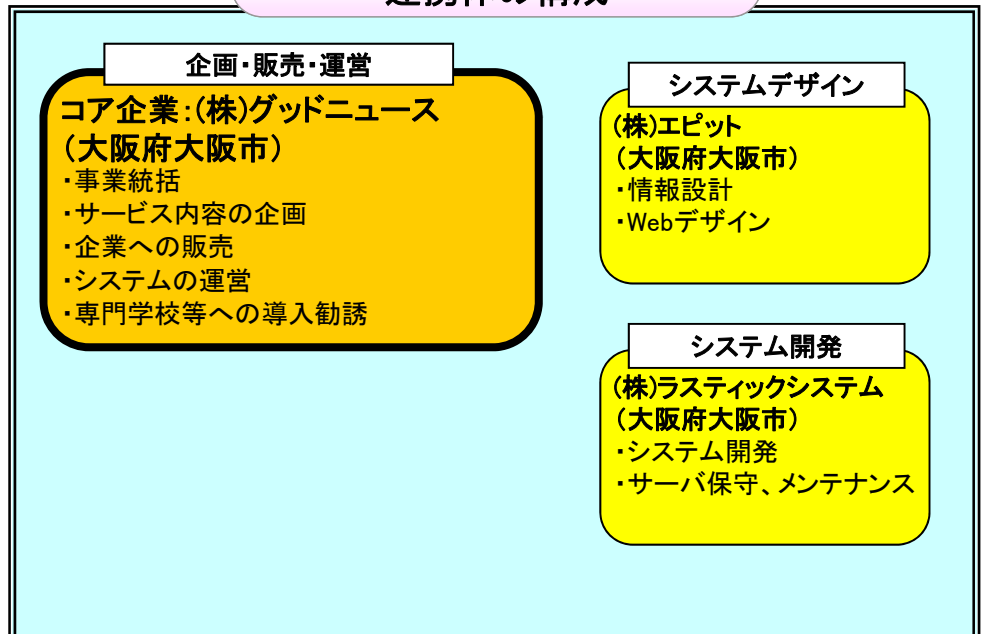 連携体の構成
企画・販売・運営
コア企業：(株)グッドニュース
（大阪府大阪市）
・事業統括
・サービス内容の企画
・企業への販売
・システムの運営
・専門学校等への導入勧誘
システムデザイン
(株)エピット
（大阪府大阪市）
・情報設計
・Webデザイン
システム開発
(株)ラスティックシステム
（大阪府大阪市）
・システム開発
・サーバ保守、メンテナンス